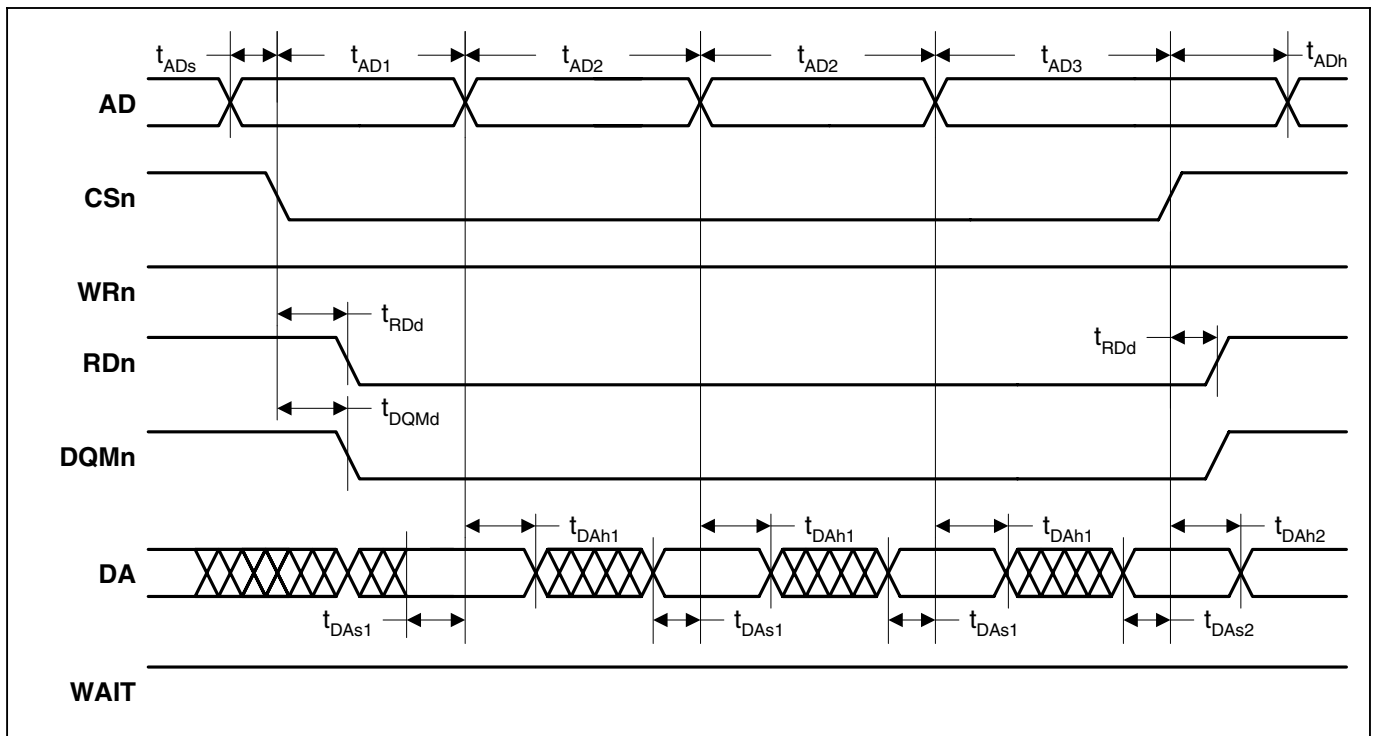 tADs tAD1 tAD2 tAD2 tAD3 tADh
AD
CSn
WRn
tRDd
RDn tRDd
tDQMd
DQMn
tDAh1 tDAh1 tDAh1 tDAh2
DA
tDAs1 tDAs1 tDAs1 tDAs2
WAIT